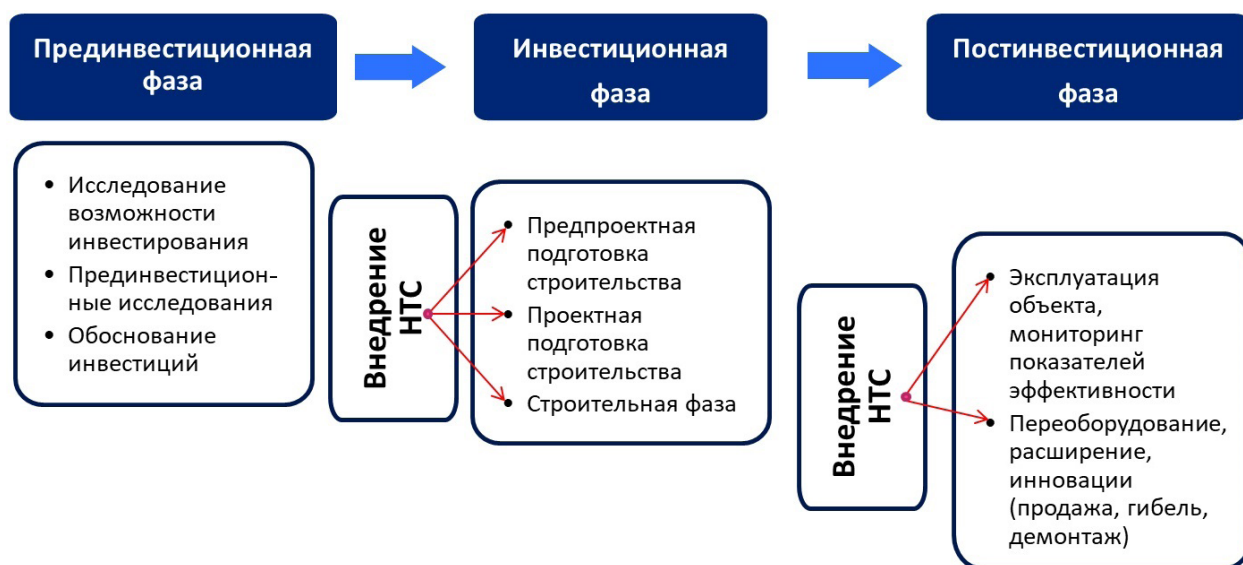 Прединвестиционная
фаза
Инвестиционная
фаза
Постинвестиционная
фаза
• Исследование
возможности
инвестирования
• Прединвестицион-
ные исследования
• Обоснование
инвестиций
Внедрение
НТС
• Предпроектная
подготовка
строительства
• Проектная
подготовка
строительства
• Строительная фаза
Внедрение
НТС
• Эксплуатация
объекта,
мониторинг
показателей
эффективности
• Переоборудование,
расширение,
инновации
(продажа, гибель,
демонтаж)